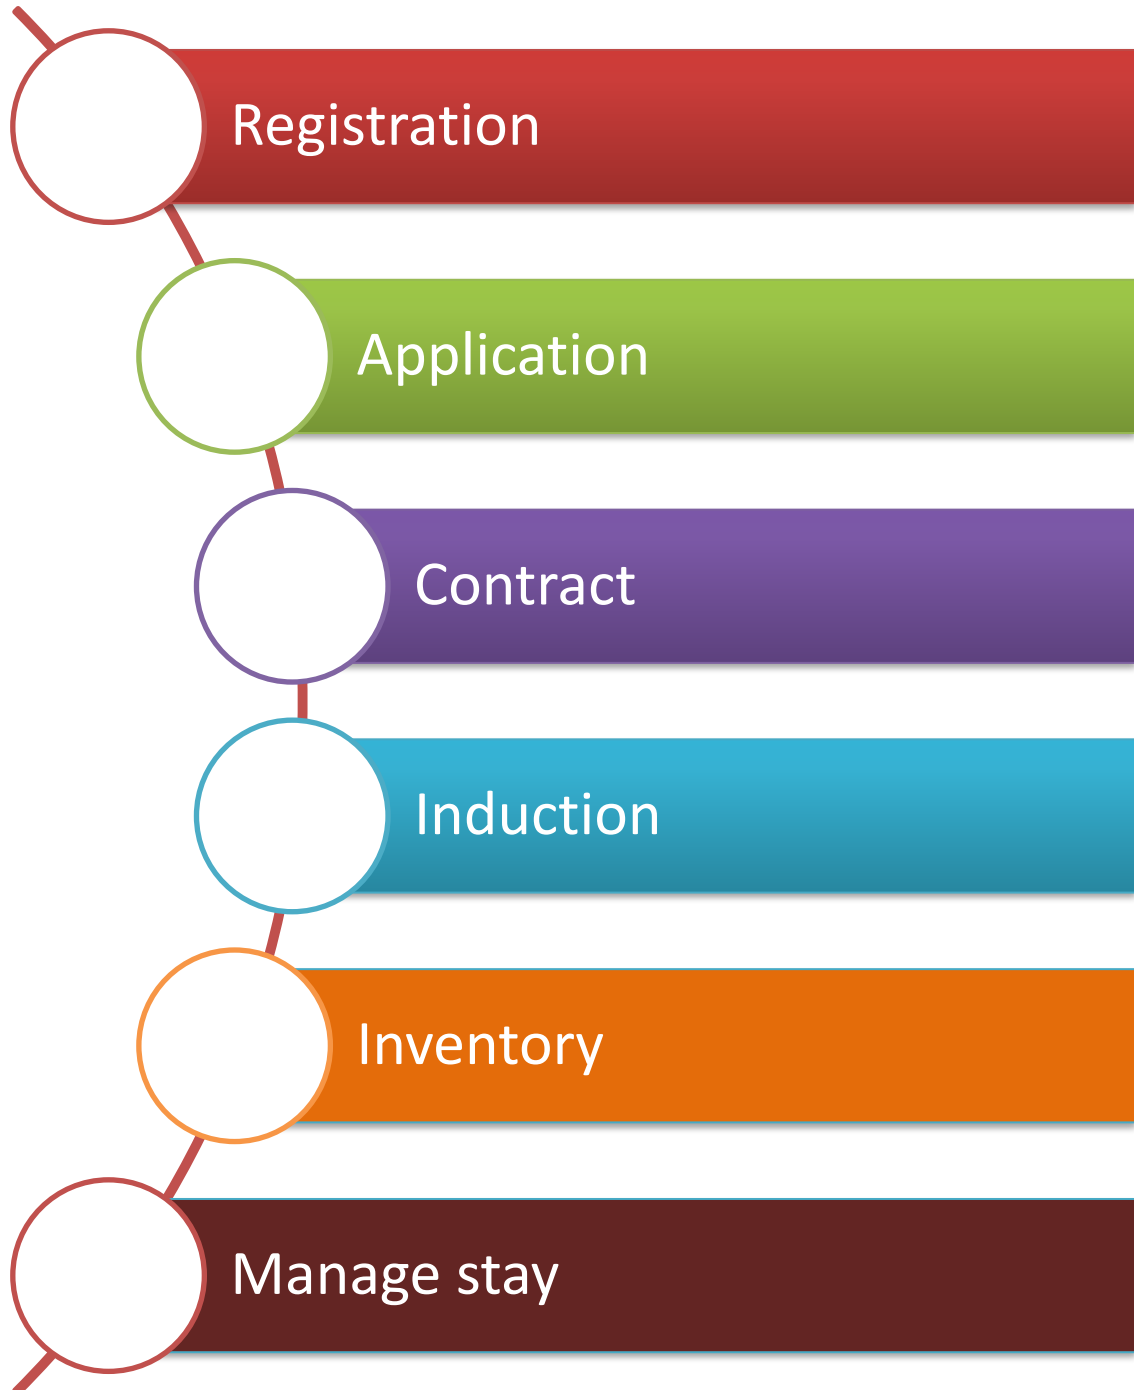 Registration
Application
Contract
Induction
Inventory
Manage stay